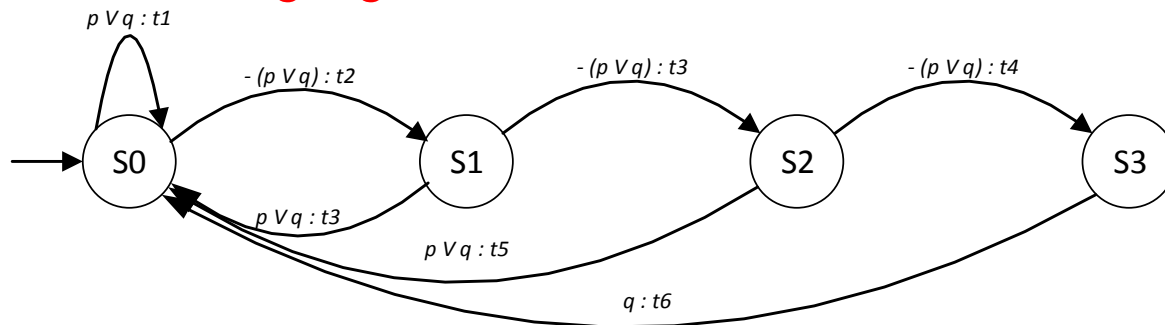 p V q : t1
- (p V q) : t2
- (p V q) : t3
- (p V q) : t4
S0
S1
S2
S3
p V q : t3
p V q : t5
q : t6